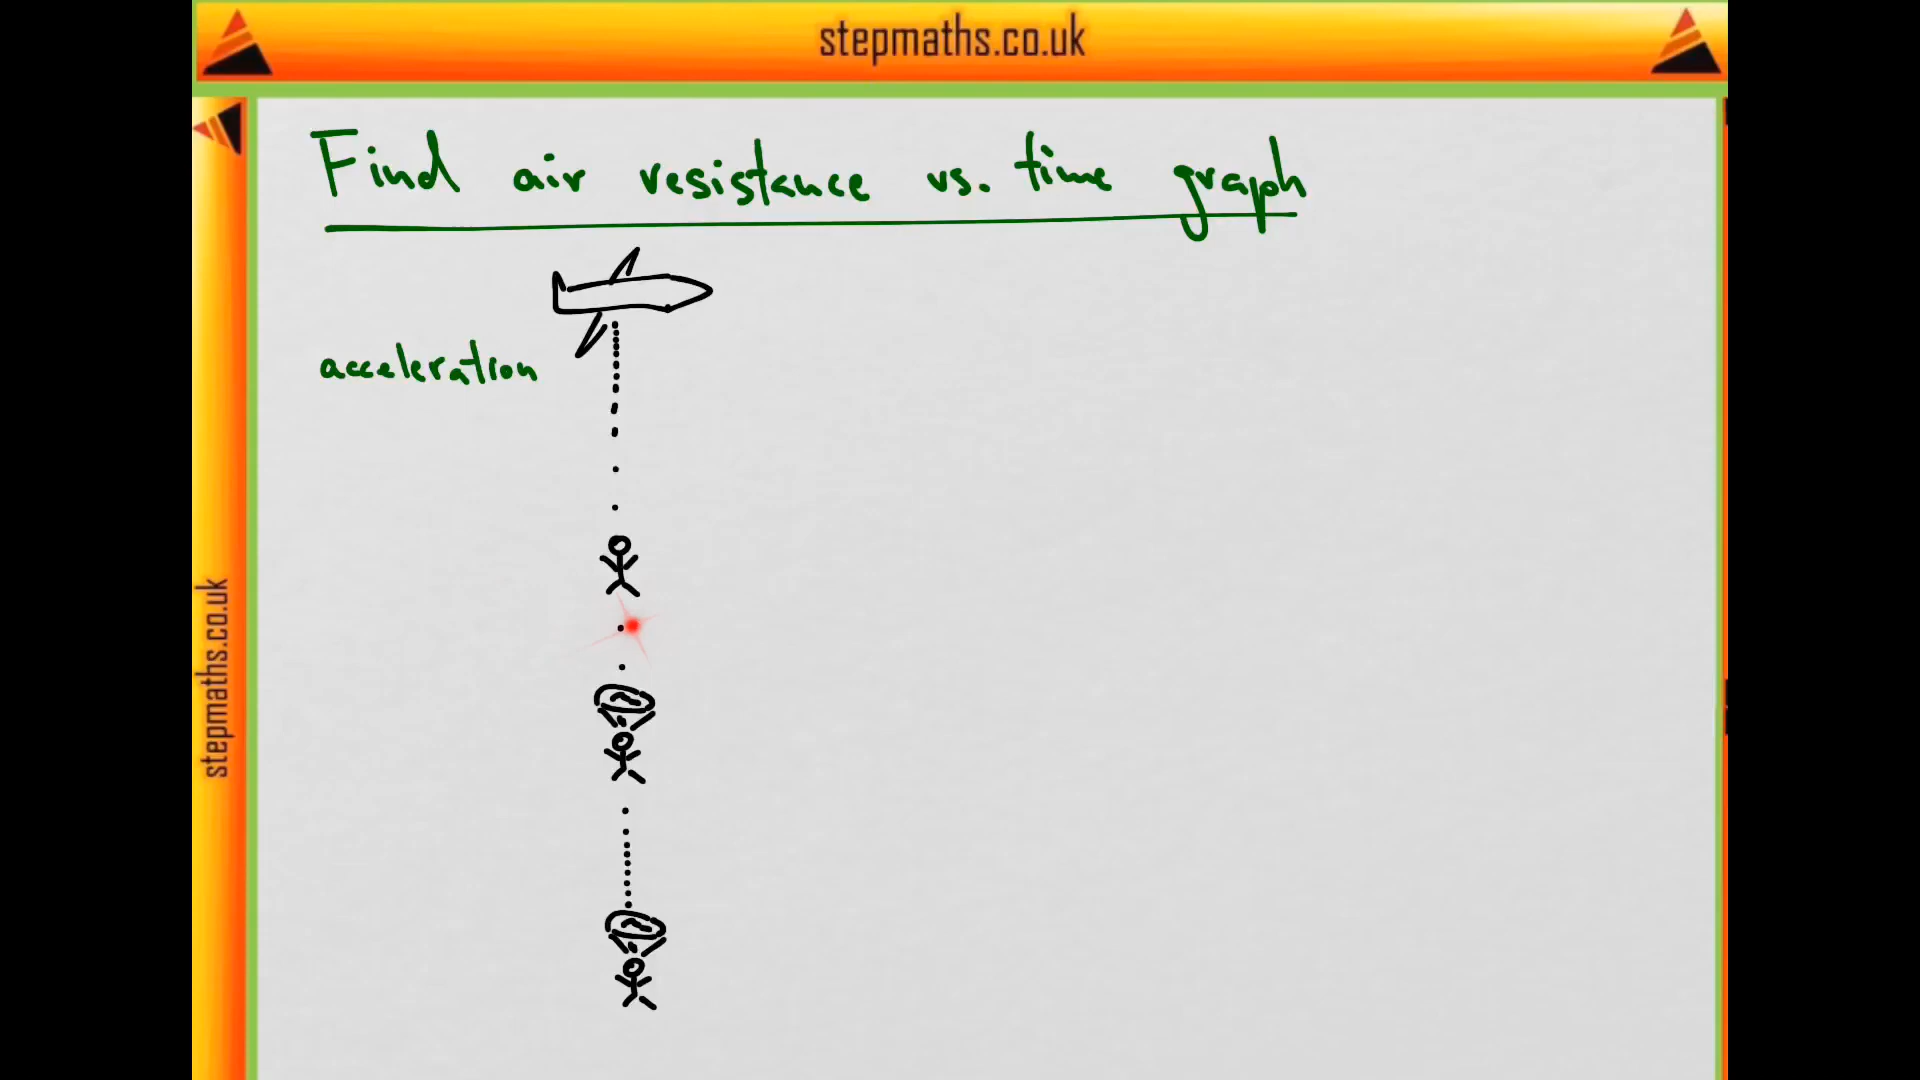 stepmaths.co.uk
Find air resistance vs. time graph
acceleration
stepmaths.co.uk